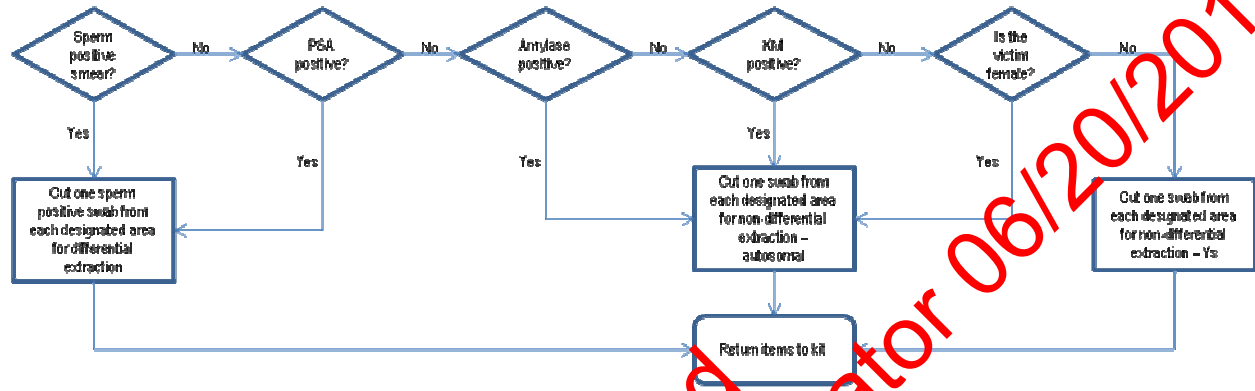 Sperm
positive
smear?
No
PSA
positive?
No
Amylase
positive?
No
KM
positive?
No
Is the
victim
female?
No
Yes
Yes
Yes
Yes
Yes
Cut one sperm
positive swab from
each designated area
for differential
extraction
Cut one swab from
each designated area
for non-differential
extraction –
autosomal
Cut one swab from
each designated area
for non-differential
extraction – Ys
Return items to kit
ator 06/20/201